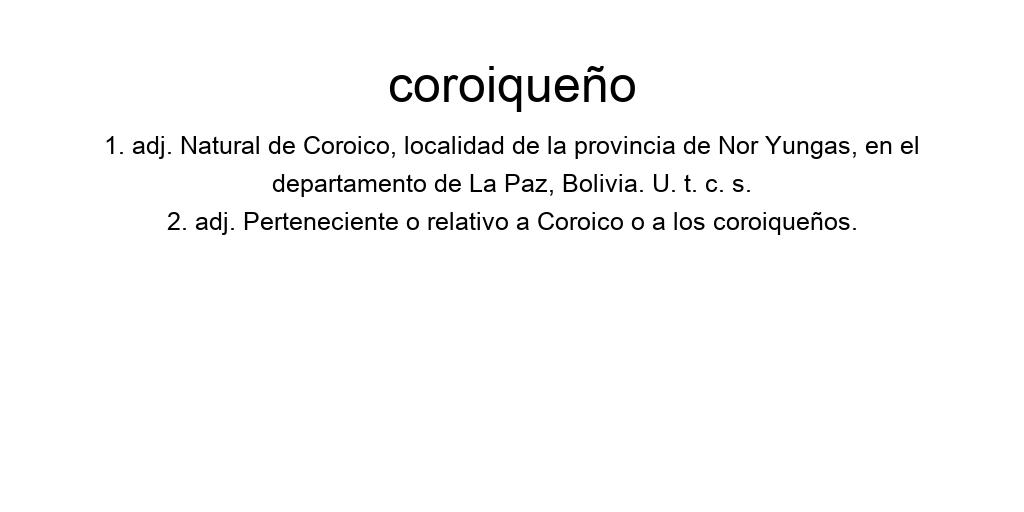 coroiqueño
1. adj. Natural de Coroico, localidad de la provincia de Nor Yungas, en el
departamento de La Paz, Bolivia. U. t. c. s.
2. adj. Perteneciente o relativo a Coroico o a los coroiqueños.